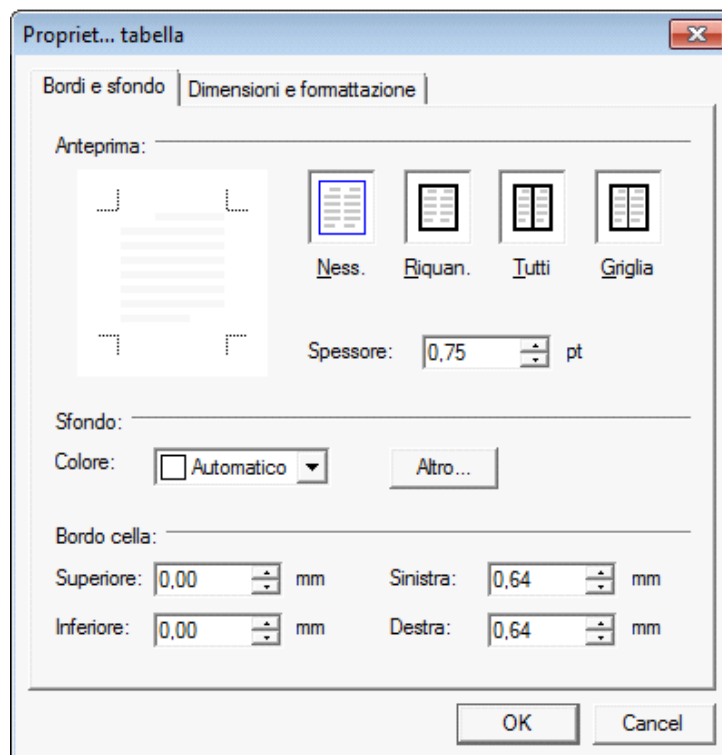 Propriet... tabella
Bordi e sfondo Dimensioni e formattazione
Anteprima:
Ness. Riquan. Tutti Griglia
Spessore: 0,75 pt
Sfondo:
Colore: Automatico Altro...
Bordo cella:
Superiore: 0,00 mm Sinistra: 0,64 mm
Inferiore: 0,00 mm Destra: 0,64 mm
OK Cancel